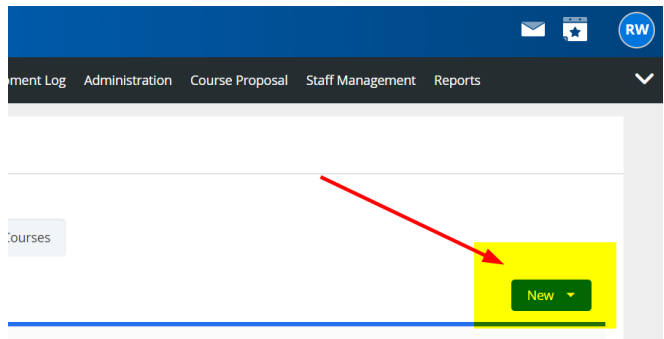 RW
ment Log Administration Course Proposal Staff Management Reports
Courses
New